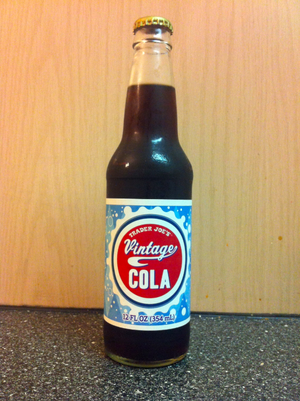 TRADER JOE'S
Vintage
COLA
12 FL OZ (354 mL)